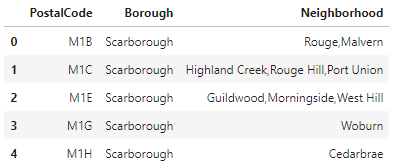 PostalCode Borough Neighborhood
0 M1B Scarborough Rouge,Malvern
1 M1C Scarborough Highland Creek,Rouge Hill,Port Union
2 M1E Scarborough Guildwood,Morningside,West Hill
3 M1G Scarborough Woburn
4 M1H Scarborough Cedarbrae